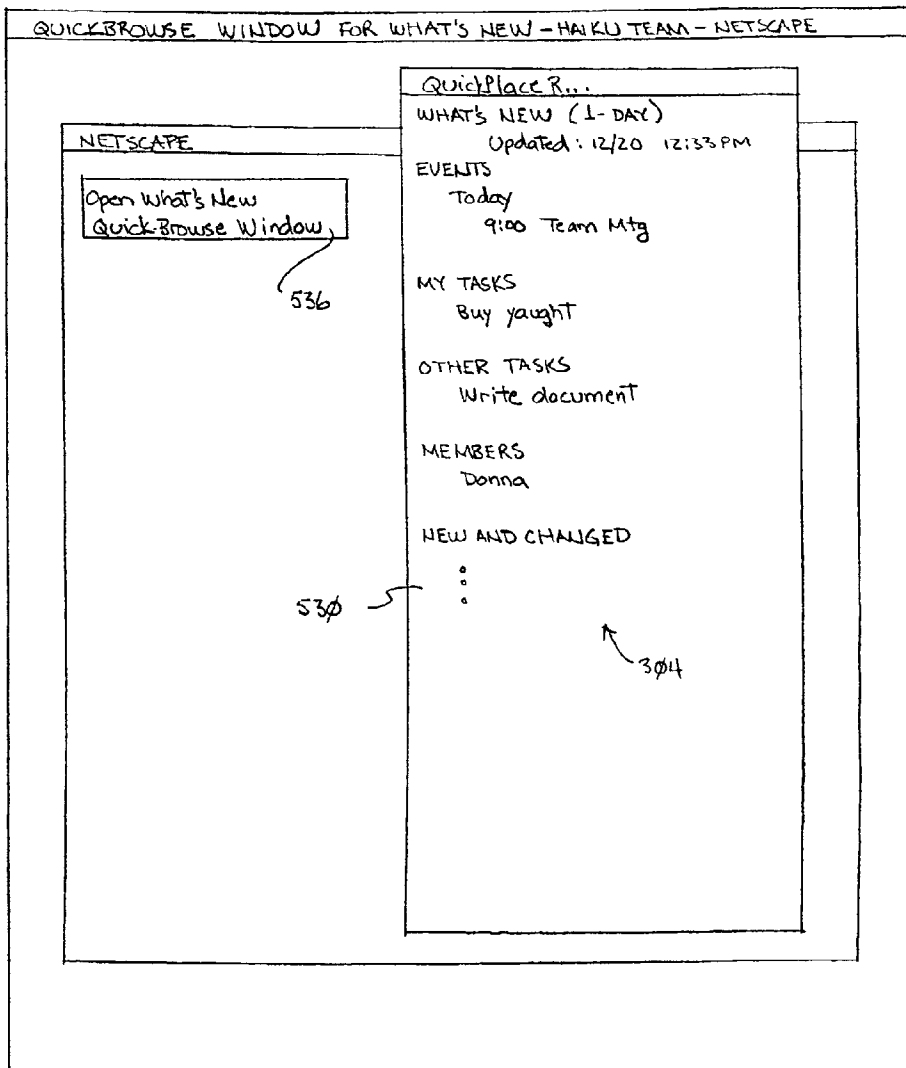 QUICKBROWSE WINDOW FOR WHAT'S NEW - HAIKU TEAM - NETSCAPE
QuickPlace R...
WHAT'S NEW (1-DAY)
Updated: 12/20 12:33PM
NETSCAPE
EVENTS
Open What's New
Today
Quick-Browse Window
9:00 Team Mtg
536
MY TASKS
Buy yaught
OTHER TASKS
Write document
MEMBERS
Donna
NEW AND CHANGED
530
304